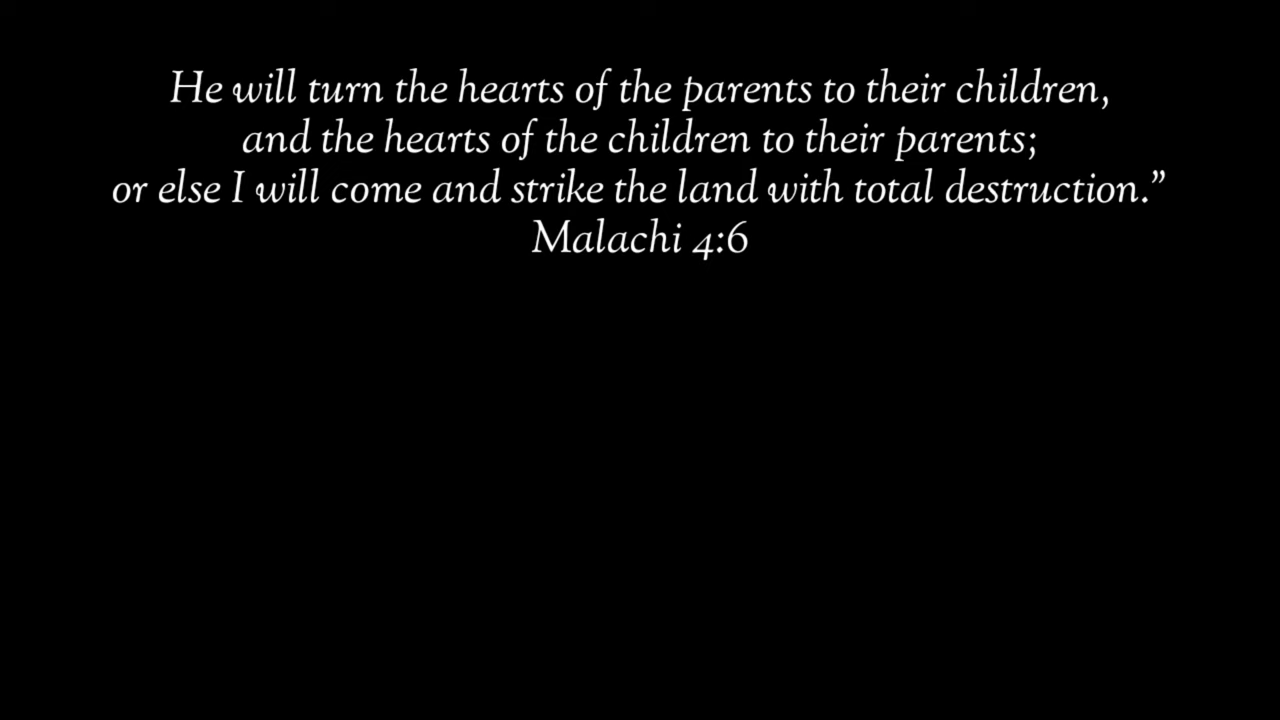 He will turn the hearts of the parents to their children,
and the hearts of the children to their parents;
or else I will come and strike the land with total destruction.”
Malachi 4:6